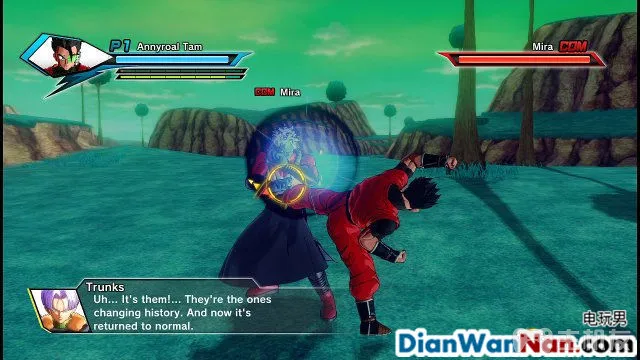 P1 Annyroal Tam
Mira COM
COM Mira
Trunks
Uh... It's them!... They're the ones
changing history. And now it's
returned to normal.
电玩男
DianWanNan.com